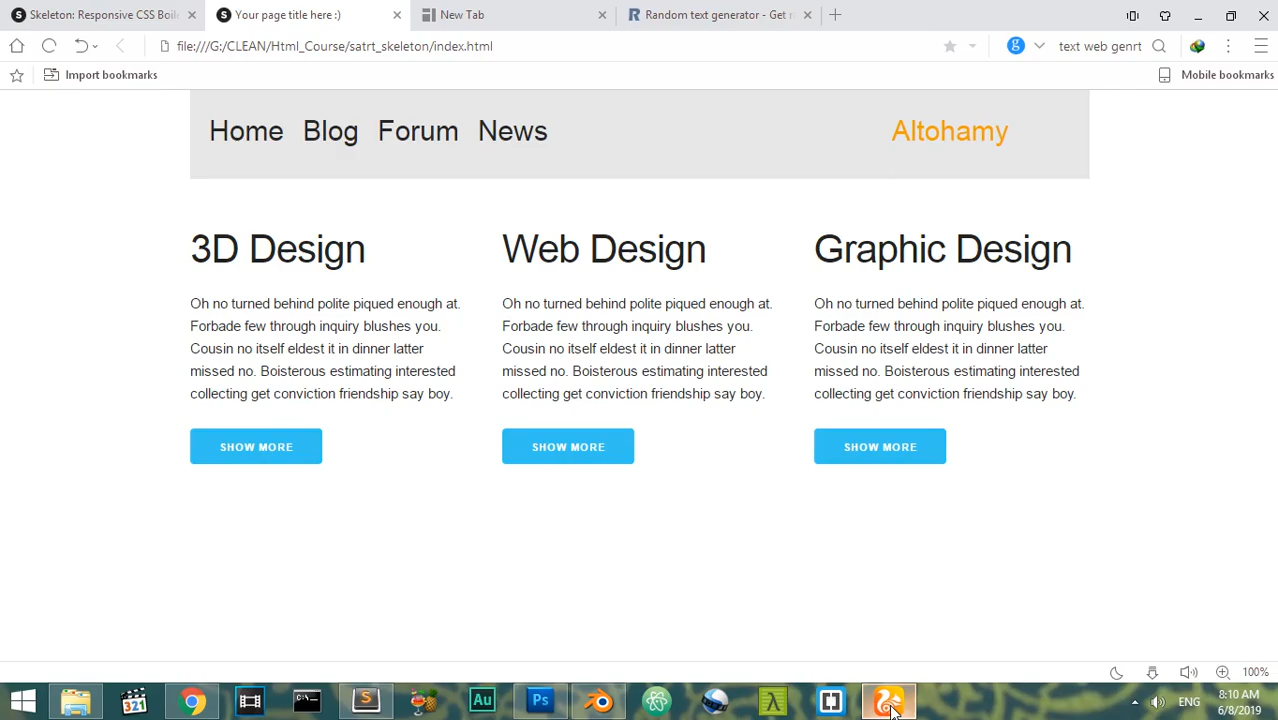 Skeleton: Responsive CSS Boil
Your page title here :)
New Tab
Random text generator - Get r
file:///G:/CLEAN/Html_Course/satrt_skeleton/index.html
text web genrt
Import bookmarks
Mobile bookmarks
Home Blog Forum News
Altohamy
3D Design
Oh no turned behind polite piqued enough at.
Forbade few through inquiry blushes you.
Cousin no itself eldest it in dinner latter
missed no. Boisterous estimating interested
collecting get conviction friendship say boy.
SHOW MORE
Web Design
Oh no turned behind polite piqued enough at.
Forbade few through inquiry blushes you.
Cousin no itself eldest it in dinner latter
missed no. Boisterous estimating interested
collecting get conviction friendship say boy.
SHOW MORE
Graphic Design
Oh no turned behind polite piqued enough at.
Forbade few through inquiry blushes you.
Cousin no itself eldest it in dinner latter
missed no. Boisterous estimating interested
collecting get conviction friendship say boy.
SHOW MORE
100%
321
Au
Ps
ENG
8:10 AM
6/8/2019